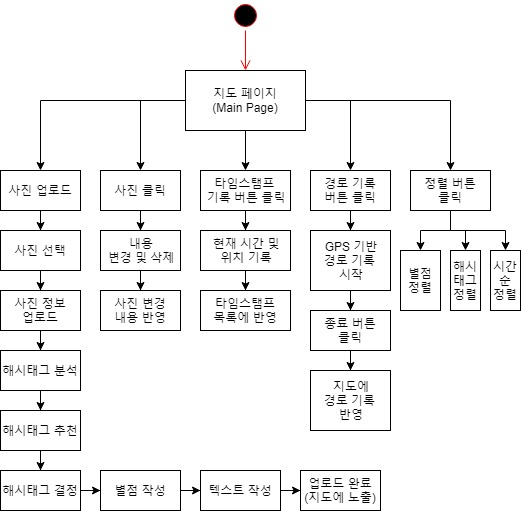 지도 페이지
(Main Page)
사진 업로드
사진 클릭
타임스탬프
기록 버튼 클릭
경로 기록
버튼 클릭
정렬 버튼
클릭
사진 선택
내용
변경 및 삭제
현재 시간 및
위치 기록
GPS 기반
경로 기록
시작
별점
정렬
해시
태그
정렬
시간
순
정렬
사진 정보
업로드
사진 변경
내용 반영
타임스탬프
목록에 반영
종료 버튼
클릭
해시태그 분석
지도에
경로 기록
반영
해시태그 추천
해시태그 결정
별점 작성
텍스트 작성
업로드 완료
(지도에 노출)